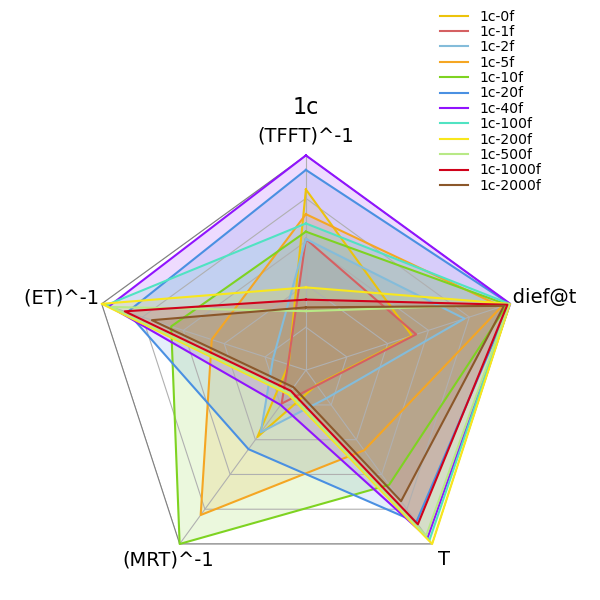 1c-0f
1c-1f
1c-2f
1c-5f
1c-10f
1c-20f
1c-40f
1c-100f
1c-200f
1c-500f
1c-1000f
1c-2000f
1c
(TFFT)^-1
(ET)^-1
dief@t
(MRT)^-1
T